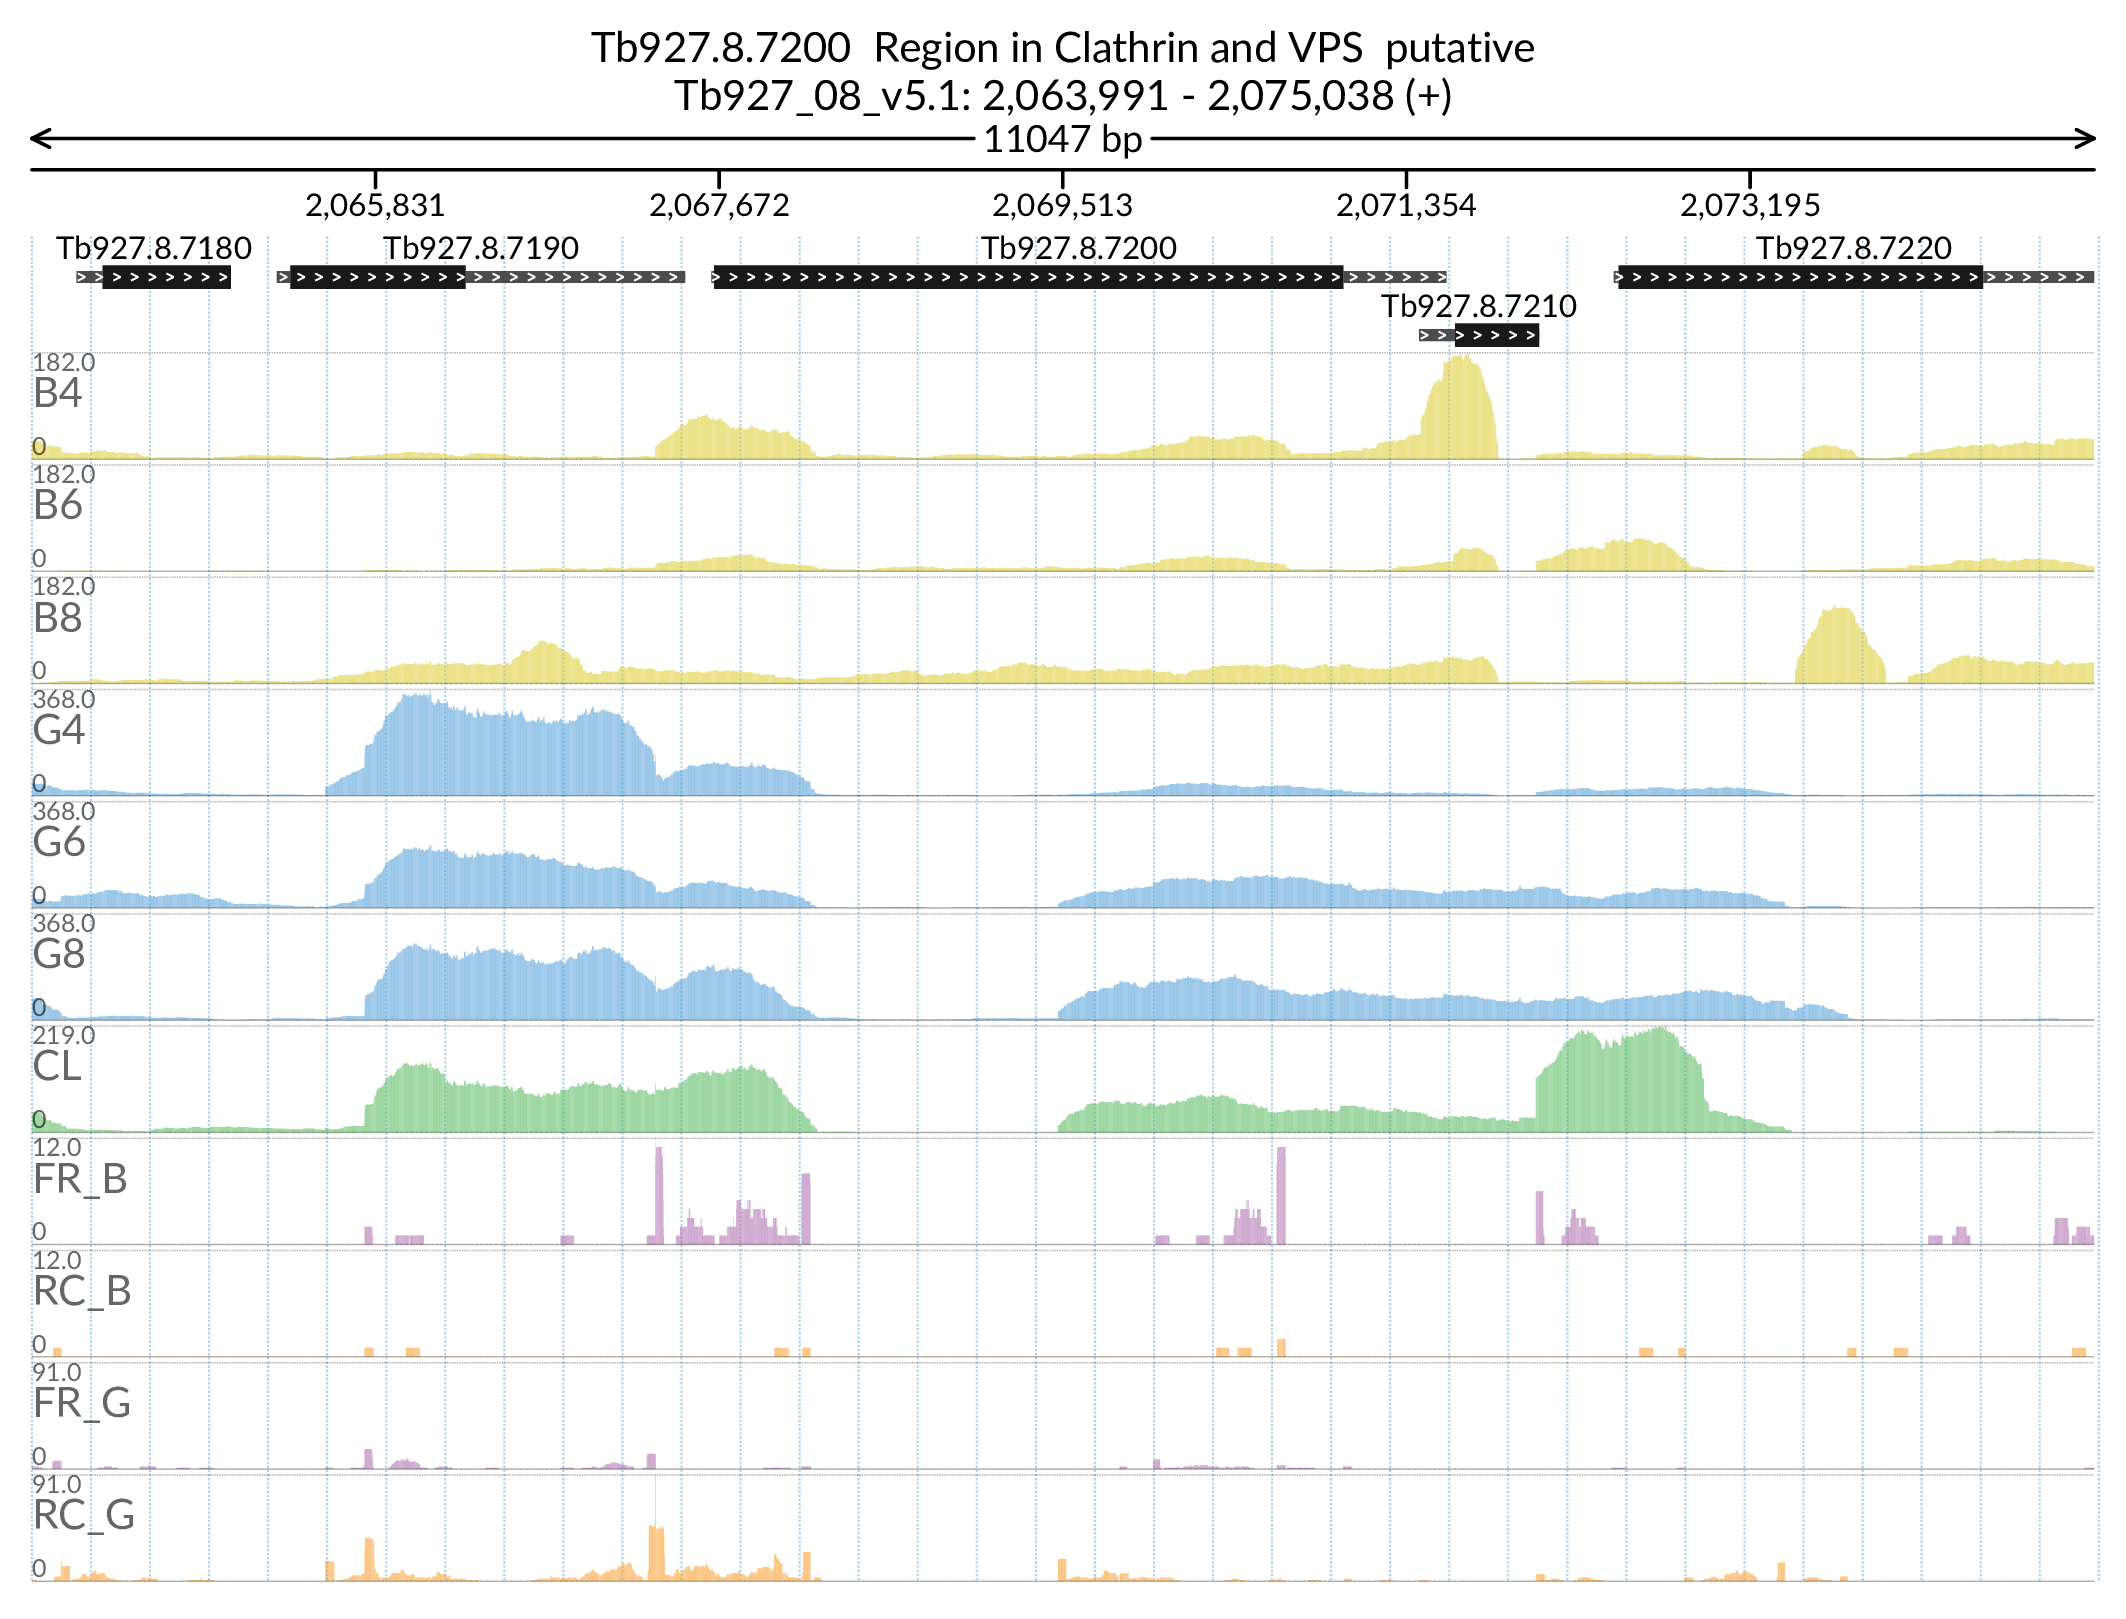 Tb927.8.7200  Region in Clathrin and VPS  putative
Tb927_08_v5.1: 2,063,991 - 2,075,038 (+)
11047 bp
2,065,831 2,067,672 2,069,513 2,071,354 2,073,195
Tb927.8.7180 Tb927.8.7190 Tb927.8.7200 Tb927.8.7220
Tb927.8.7210
182.0
B4
0
182.0
B6
0
182.0
B8
0
368.0
G4
0
368.0
G6
0
368.0
G8
0
219.0
CL
0
12.0
FR_B
0
12.0
RC_B
0
91.0
FR_G
0
91.0
RC_G
0